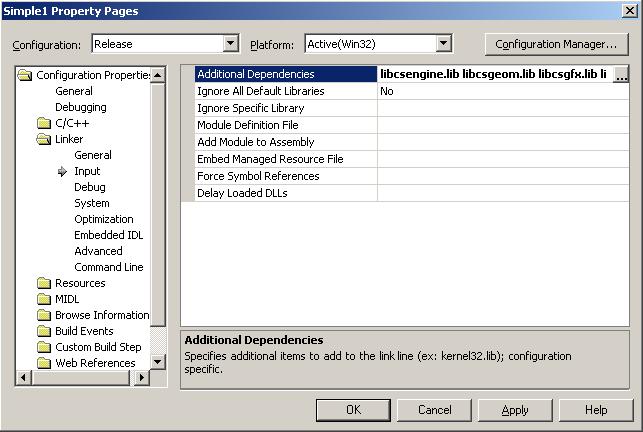 Simple1 Property Pages
Configuration: Release Platform: Active(Win32) Configuration Manager...
Configuration Properties
General
Debugging
C/C++
Linker
General
Input
Debug
System
Optimization
Embedded IDL
Advanced
Command Line
Resources
MIDL
Browse Information
Build Events
Custom Build Step
Web References
Additional Dependencies libcsengine.lib libcsgeom.lib libcsgfx.lib li ...
Ignore All Default Libraries No
Ignore Specific Library
Module Definition File
Add Module to Assembly
Embed Managed Resource File
Force Symbol References
Delay Loaded DLLs
Additional Dependencies
Specifies additional items to add to the link line (ex: kernel32.lib); configuration
specific.
OK Cancel Apply Help